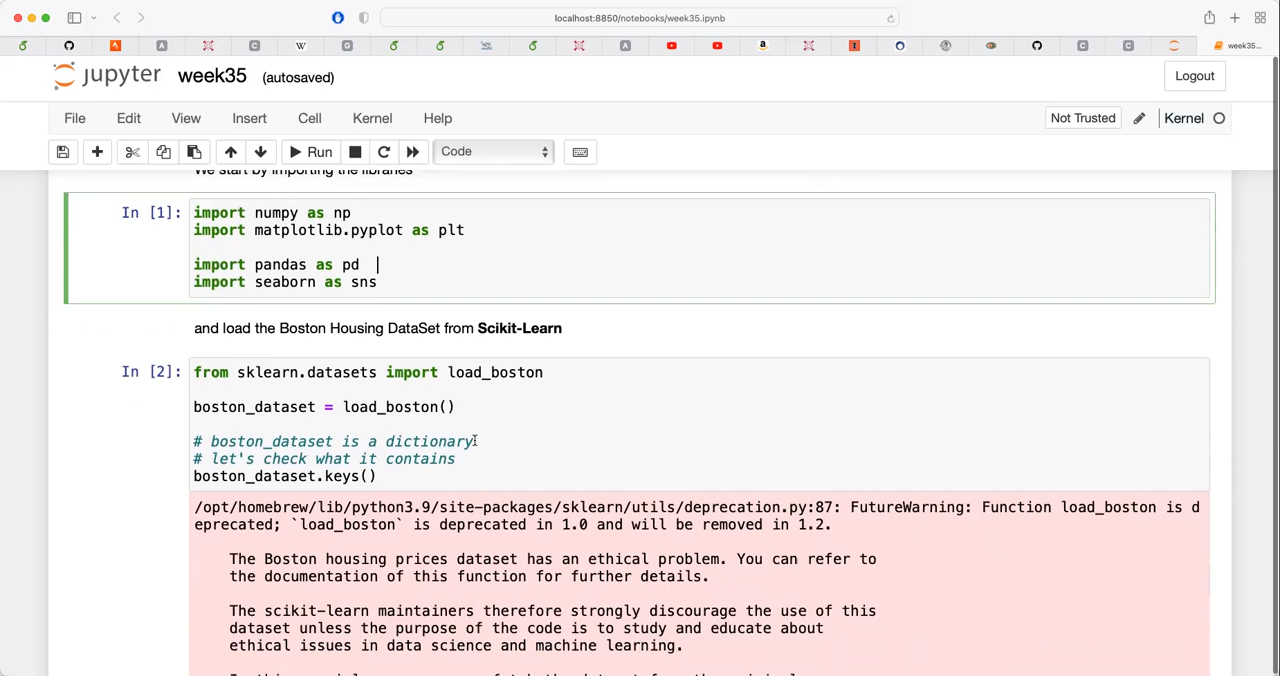 localhost:8850/notebooks/week35.ipynb
week35...
jupyter week35 (autosaved)
Logout
File Edit View Insert Cell Kernel Help
Not Trusted
Kernel
Run
Code
We start by importing the libraries
In [1]: import numpy as np
import matplotlib.pyplot as plt
import pandas as pd
import seaborn as sns
and load the Boston Housing DataSet from Scikit-Learn
In [2]: from sklearn.datasets import load_boston
boston_dataset = load_boston()
# boston_dataset is a dictionary
# let's check what it contains
boston_dataset.keys()
/opt/homebrew/lib/python3.9/site-packages/sklearn/utils/deprecation.py:87: FutureWarning: Function load_boston is d
eprecated; `load_boston` is deprecated in 1.0 and will be removed in 1.2.
The Boston housing prices dataset has an ethical problem. You can refer to
the documentation of this function for further details.
The scikit-learn maintainers therefore strongly discourage the use of this
dataset unless the purpose of the code is to study and educate about
ethical issues in data science and machine learning.